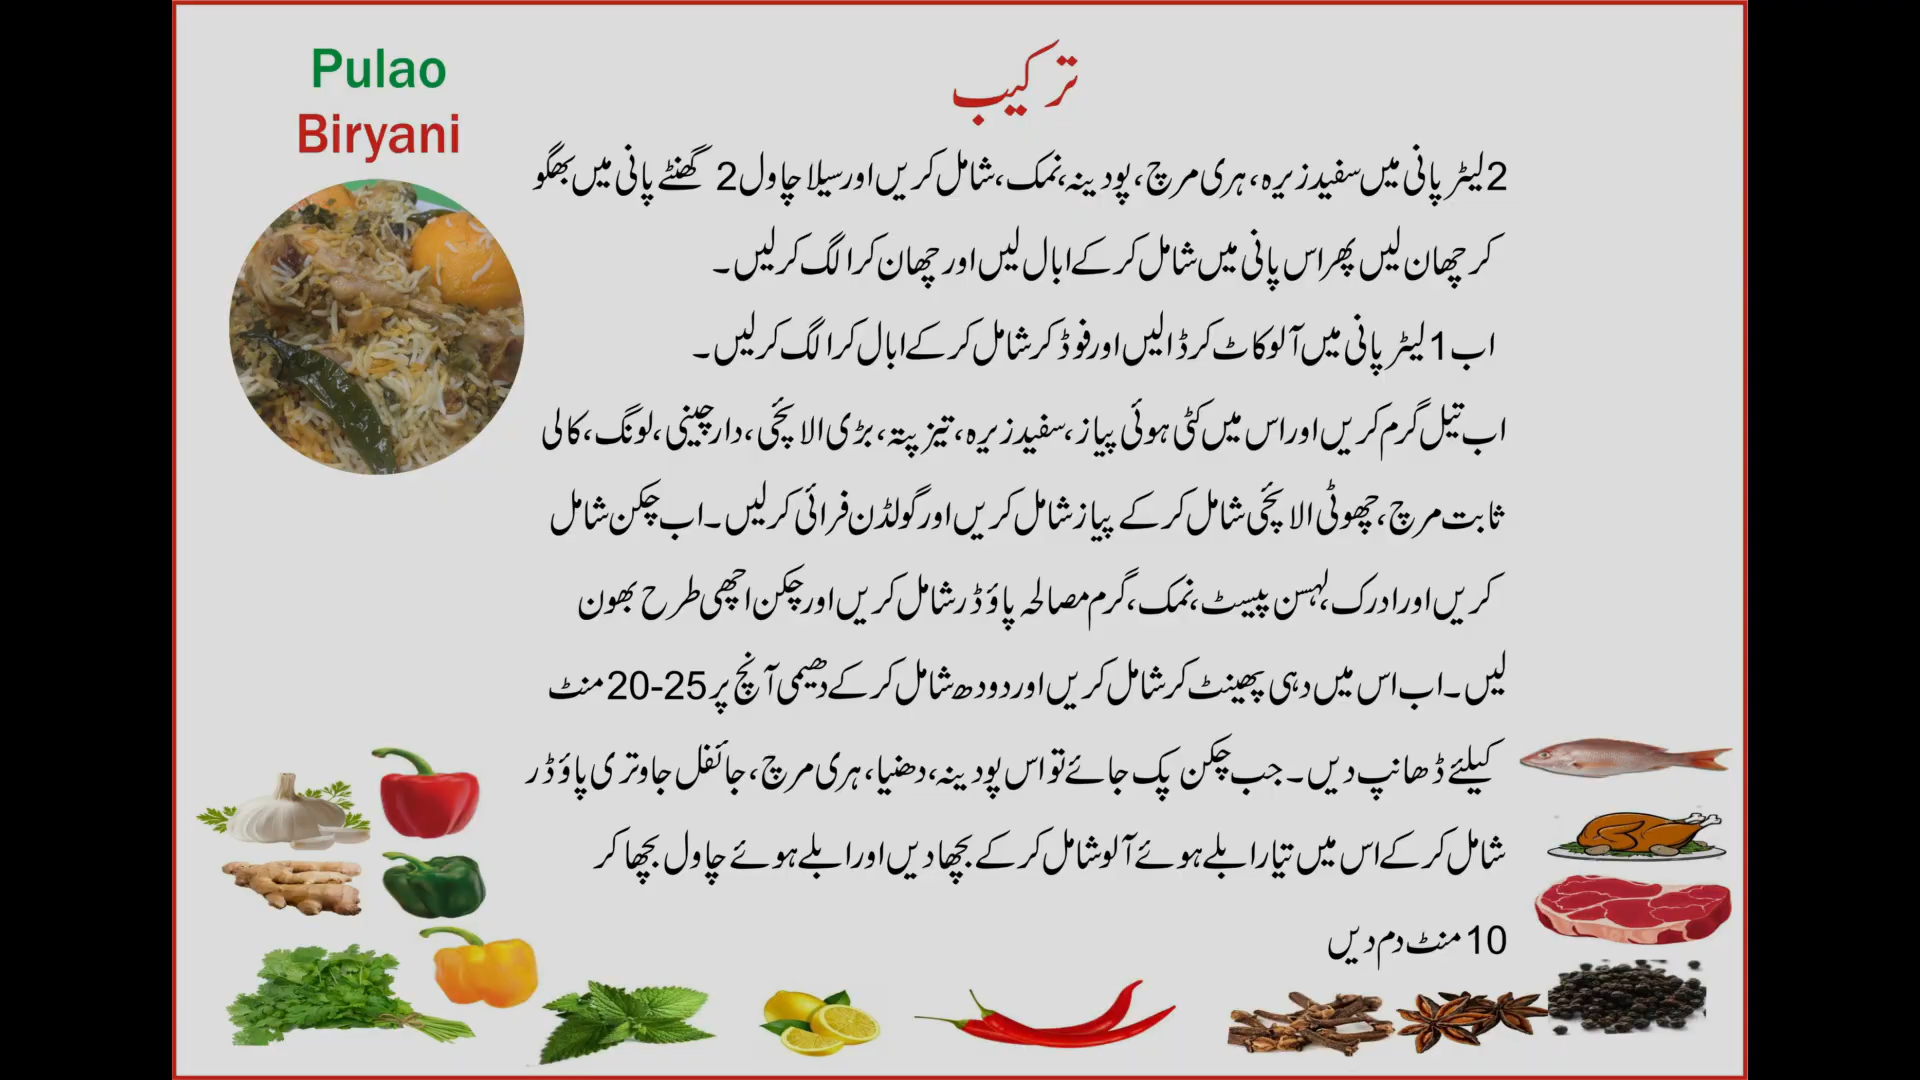 Pulao
Biryani
ترکیب
2 لیٹر پانی میں سفید زیرہ، ہری مرچ، پودینہ، نمک، شامل کریں اور سیلا چاول 2 گھنٹے پانی میں بھگو
کر چھان لیں پھر اس پانی میں شامل کر کے ابال لیں اور چھان کر الگ کر لیں۔
اب 1 لیٹر پانی میں آلو کاٹ کر ڈالیں اور فوڈ کر شامل کر کے ابال کر الگ کر لیں۔
اب تیل گرم کریں اور اس میں کٹی ہوئی پیاز، سفید زیرہ، تیز پتہ، بڑی الائچی، دار چینی، لونگ، کالی
ثابت مرچ، چھوٹی الائچی شامل کر کے پیاز شامل کریں اور گولڈن فرائی کر لیں۔ اب چکن شامل
کریں اور ادرک، لہسن پیسٹ، نمک، گرم مصالحہ پاؤڈر شامل کریں اور چکن اچھی طرح بھون
لیں۔ اب اس میں دہی پھینٹ کر شامل کریں اور دودھ شامل کر کے دھیمی آنچ پر 25-20 منٹ
کیلئے ڈھانپ دیں۔ جب چکن پک جائے تو اس پودینہ، دھنیا، ہری مرچ، جائفل جاوتری پاؤڈر
شامل کر کے اس میں تیار ابلے ہوئے آلو شامل کر کے بچھا دیں اور ابلے ہوئے چاول بچھا کر
10 منٹ دم دیں